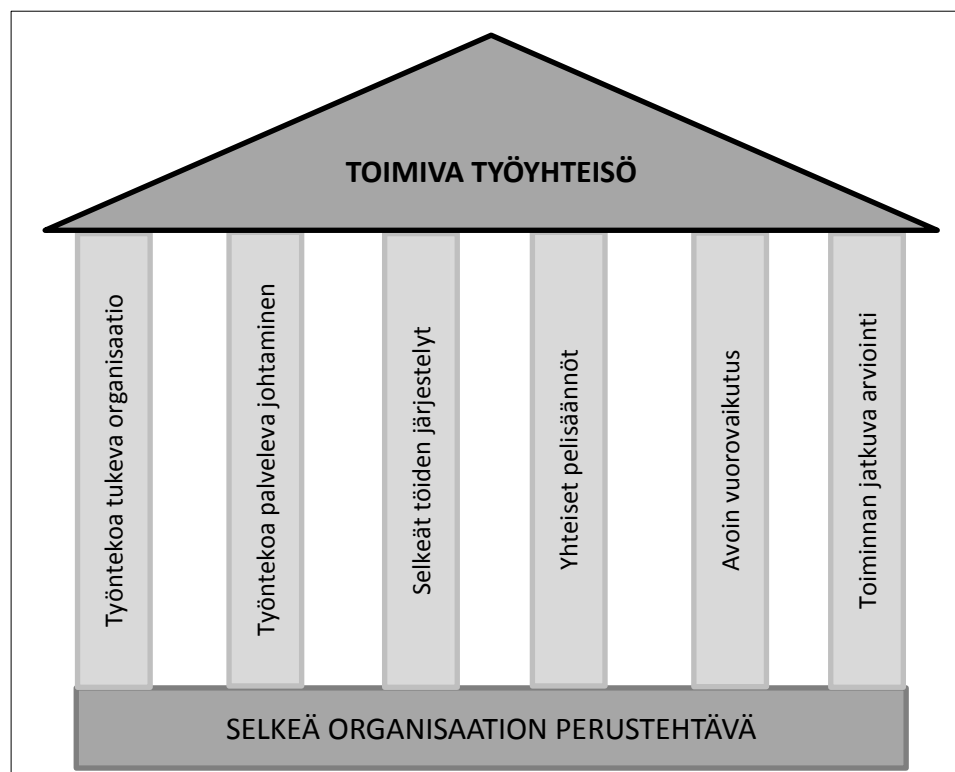 TOIMIVA TYÖYHTEISÖ
Työntekoa tukeva organisaatio
Työntekoa palveleva johtaminen
Selkeät töiden järjestelyt
Yhteiset pelisäännöt
Avoin vuorovaikutus
Toiminnan jatkuva arviointi
SELKEÄ ORGANISAATION PERUSTEHTÄVÄ